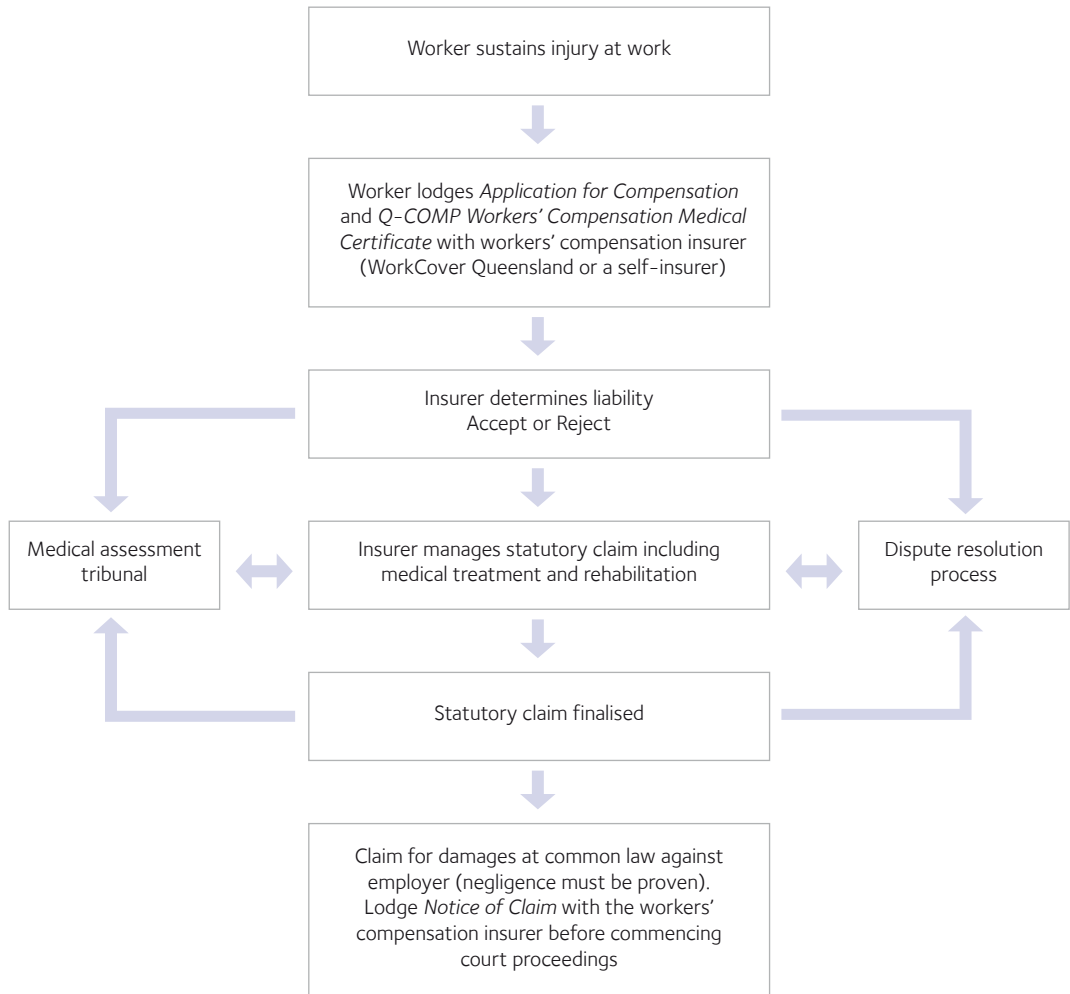 Worker sustains injury at work
Worker lodges Application for Compensation
and Q-COMP Workers' Compensation Medical
Certificate with workers' compensation insurer
(WorkCover Queensland or a self-insurer)
Insurer determines liability
Accept or Reject
Medical assessment
tribunal
Insurer manages statutory claim including
medical treatment and rehabilitation
Dispute resolution
process
Statutory claim finalised
Claim for damages at common law against
employer (negligence must be proven).
Lodge Notice of Claim with the workers'
compensation insurer before commencing
court proceedings